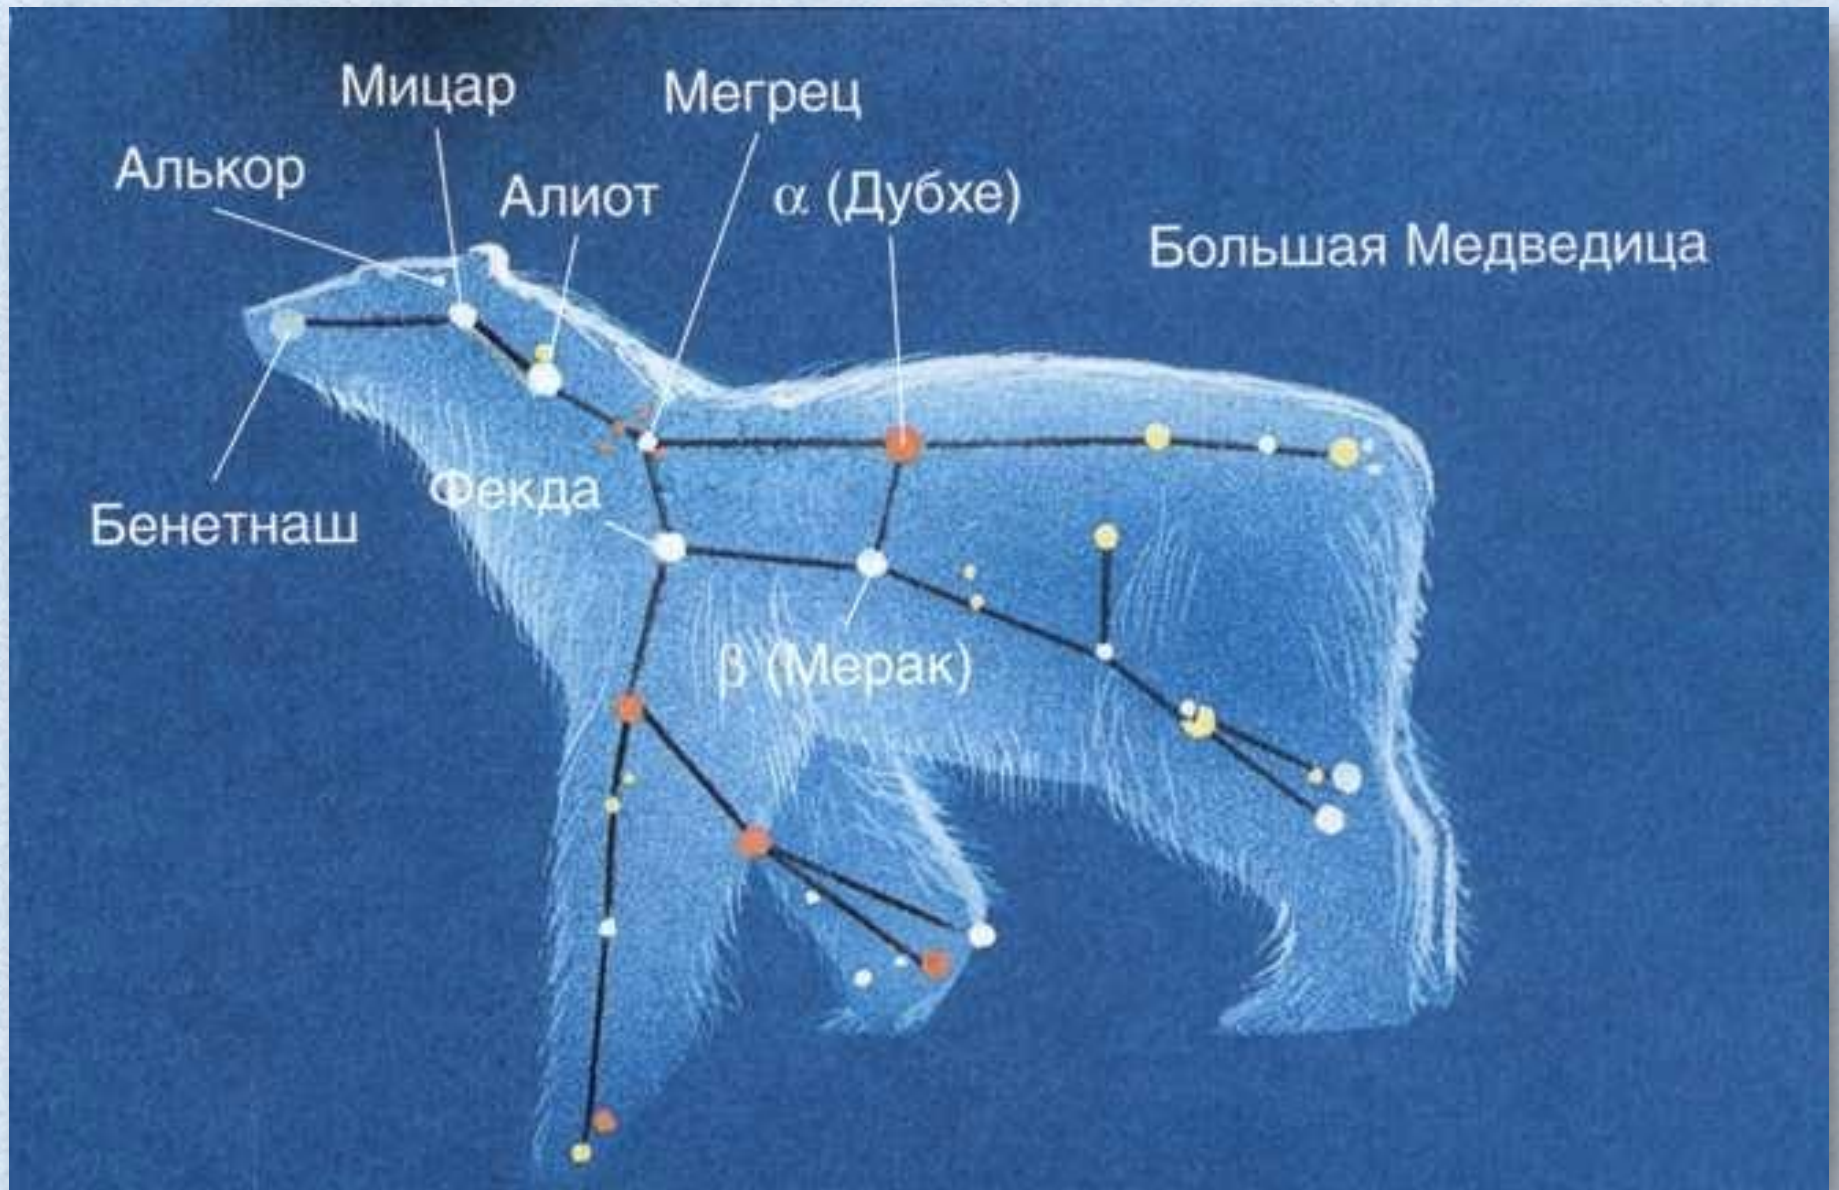 Мицар
Мегрец
Алькор
Алиот
α (Дубхе)
Большая Медведица
Фекда
Бенетнаш
β (Мерак)